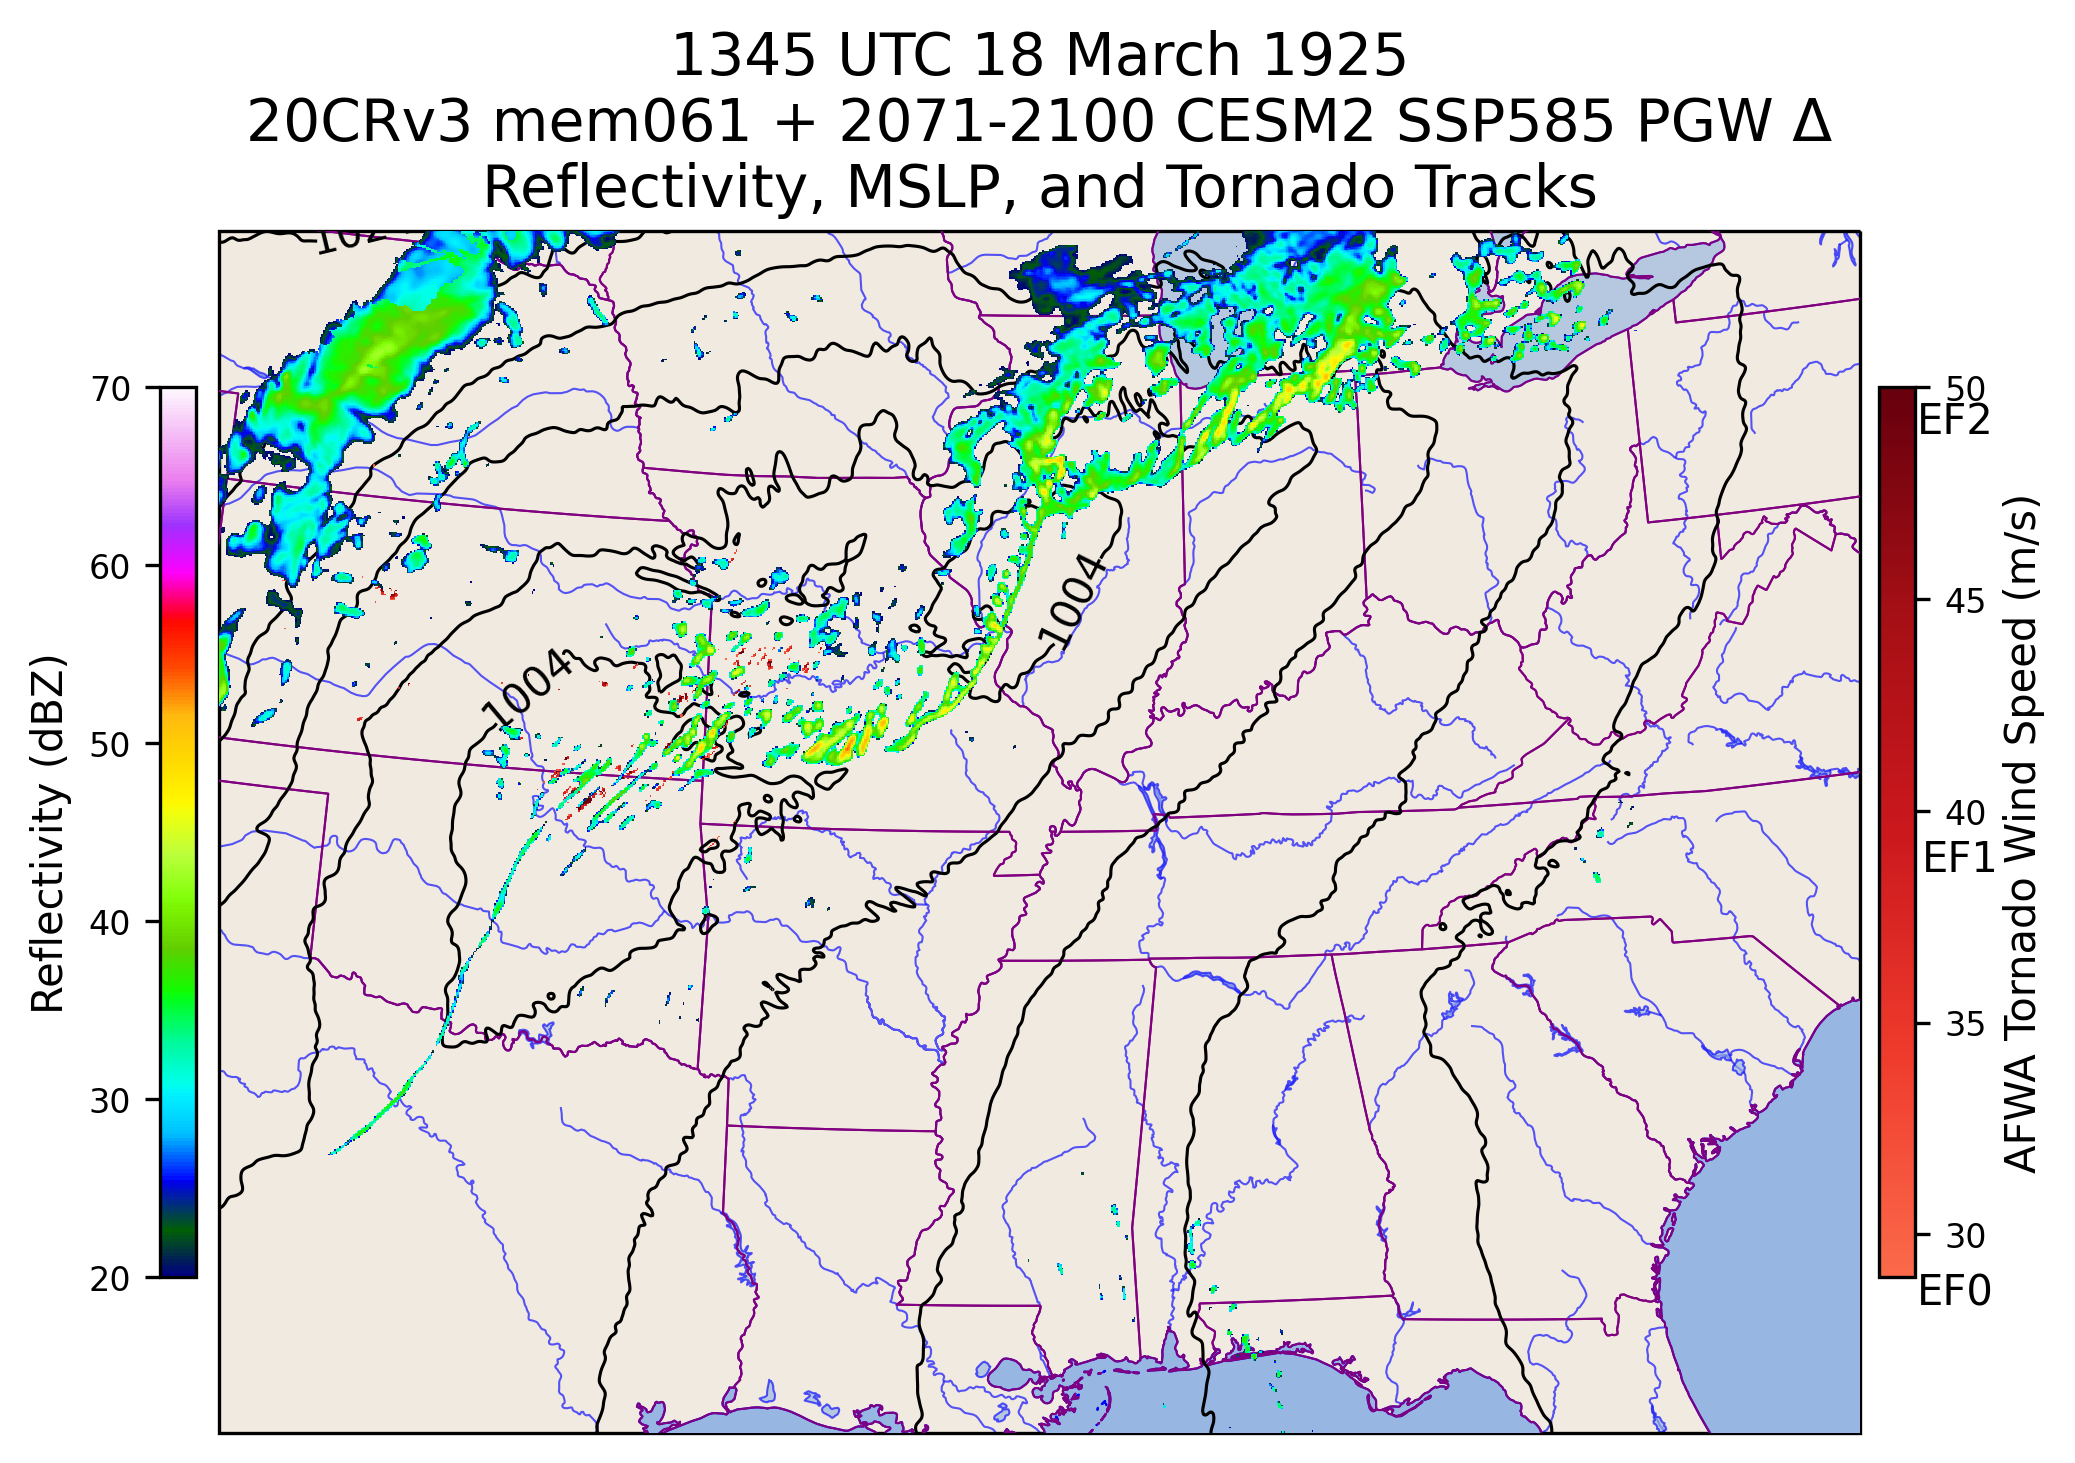 1345 UTC 18 March 1925
20CRv3 mem061 + 2071-2100 CESM2 SSP585 PGW Δ
Reflectivity, MSLP, and Tornado Tracks
1004
1004
Reflectivity (dBZ)
70
60
50
40
30
20
50
EF2
45
40
EF1
35
30
EF0
AFWA Tornado Wind Speed (m/s)